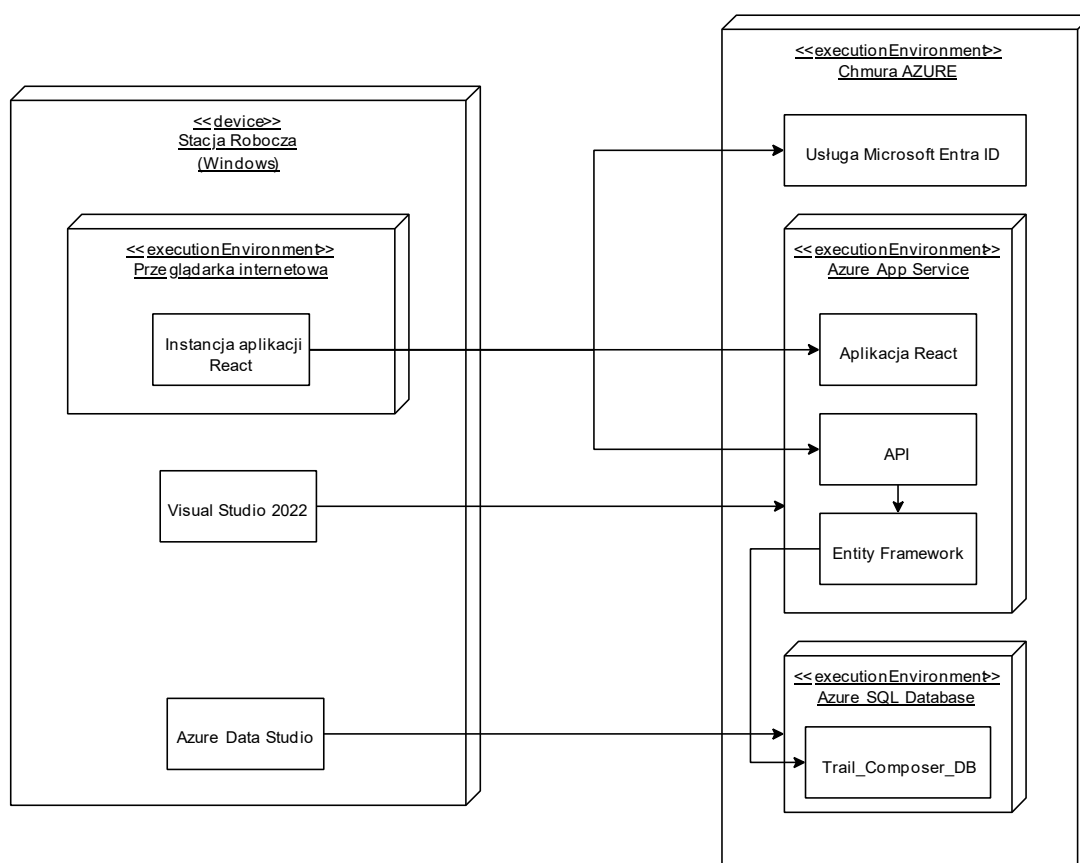 <<executionEnvironment>>
Chmura AZURE
<<device>>
Stacja Robocza
(Windows)
Usługa Microsoft Entra ID
<<executionEnvironment>>
Przeglądarka internetowa
<<executionEnvironment>>
Azure App Service
Instancja aplikacji
React
Aplikacja React
API
Visual Studio 2022
Entity Framework
<<executionEnvironment>>
Azure SQL Database
Azure Data Studio
Trail_Composer_DB